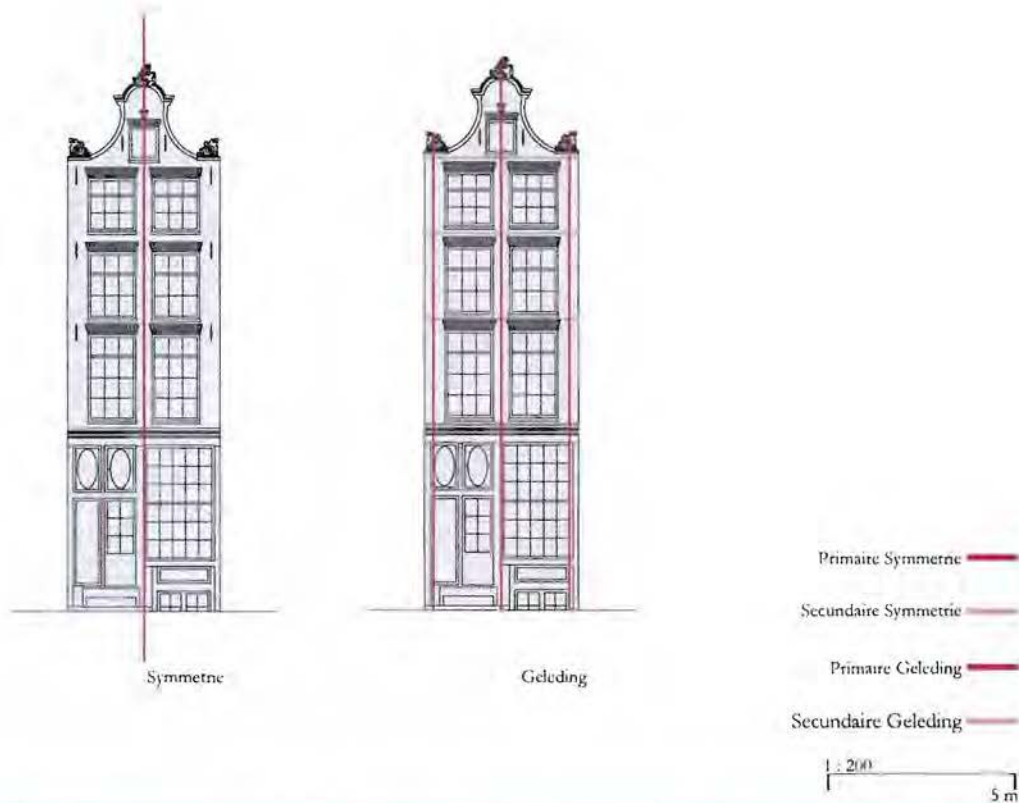 Symmetrie
Geleding
Primaire Symmetrie
Secundaire Symmetrie
Primaire Geleding
Secundaire Geleding
1 : 200
5 m